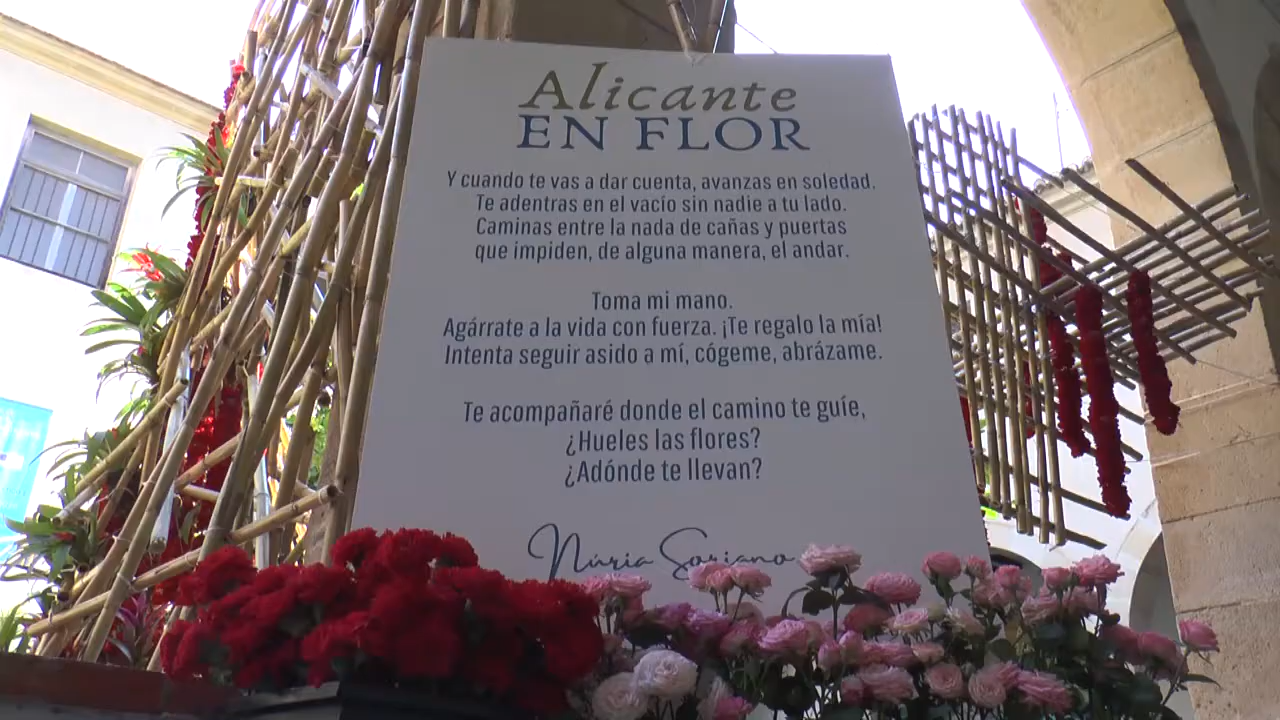 Alicante
EN FLOR
Y cuando te vas a dar cuenta, avanzas en soledad.
Te adentras en el vacío sin nadie a tu lado.
Caminas entre la nada de cañas y puertas
que impiden, de alguna manera, el andar.
Toma mi mano.
Agárrate a la vida con fuerza. ¡Te regalo la mía!
Intenta seguir asido a mí, cógeme, abrázame.
Te acompañaré donde el camino te guíe,
¿Hueles las flores?
¿Adónde te llevan?
Núria Soriano